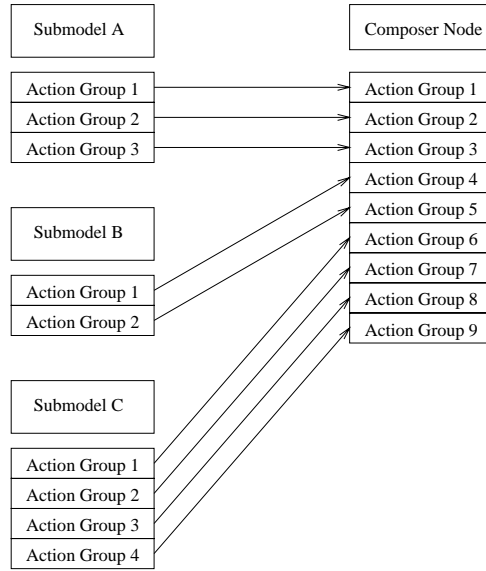 Submodel A
Action Group 1
Action Group 2
Action Group 3
Submodel B
Action Group 1
Action Group 2
Submodel C
Action Group 1
Action Group 2
Action Group 3
Action Group 4
Composer Node
Action Group 1
Action Group 2
Action Group 3
Action Group 4
Action Group 5
Action Group 6
Action Group 7
Action Group 8
Action Group 9